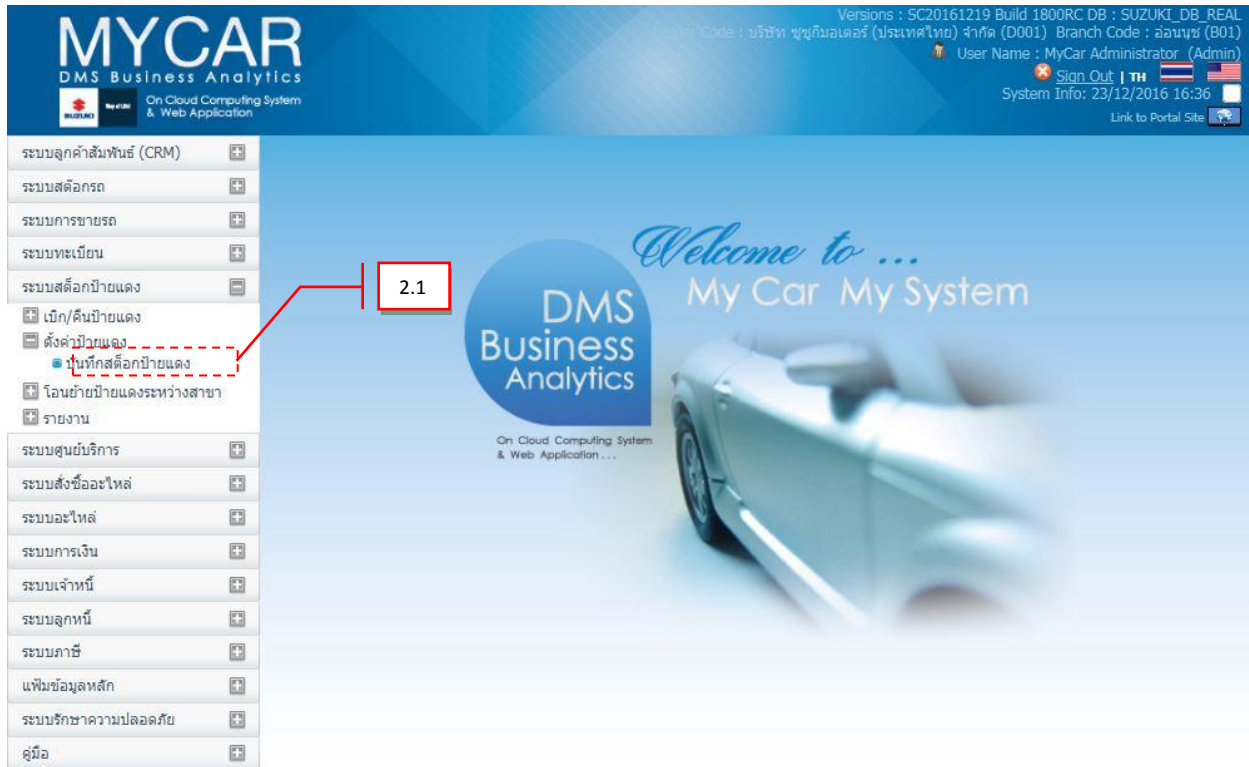 MYCAR
DMS Business Analytics
SUZUKI Way of Life! On Cloud Computing System
& Web Application
Versions : SC20161219 Build 1800RC DB : SUZUKI_DB_REAL
Code : บริษัท ซูซูกิมอเตอร์ (ประเทศไทย) จำกัด (D001) Branch Code : อ่อนนุช (B01)
User Name : MyCar Administrator (Admin)
Sign Out | TH
System Info: 23/12/2016 16:36
Link to Portal Site
ระบบลูกค้าสัมพันธ์ (CRM)
ระบบสต๊อกรถ
ระบบการขายรถ
ระบบทะเบียน
ระบบสต็อกป้ายแดง
เบิก/คืนป้ายแดง
ตั้งค่าป้ายแดง
บันทึกสต็อกป้ายแดง
โอนย้ายป้ายแดงระหว่างสาขา
รายงาน
ระบบศูนย์บริการ
ระบบสั่งซื้ออะไหล่
ระบบอะไหล่
ระบบการเงิน
ระบบเจ้าหนี้
ระบบลูกหนี้
ระบบภาษี
แฟ้มข้อมูลหลัก
ระบบรักษาความปลอดภัย
คู่มือ
2.1
Welcome to ...
My Car My System
DMS
Business
Analytics
On Cloud Computing System
& Web Application . . .